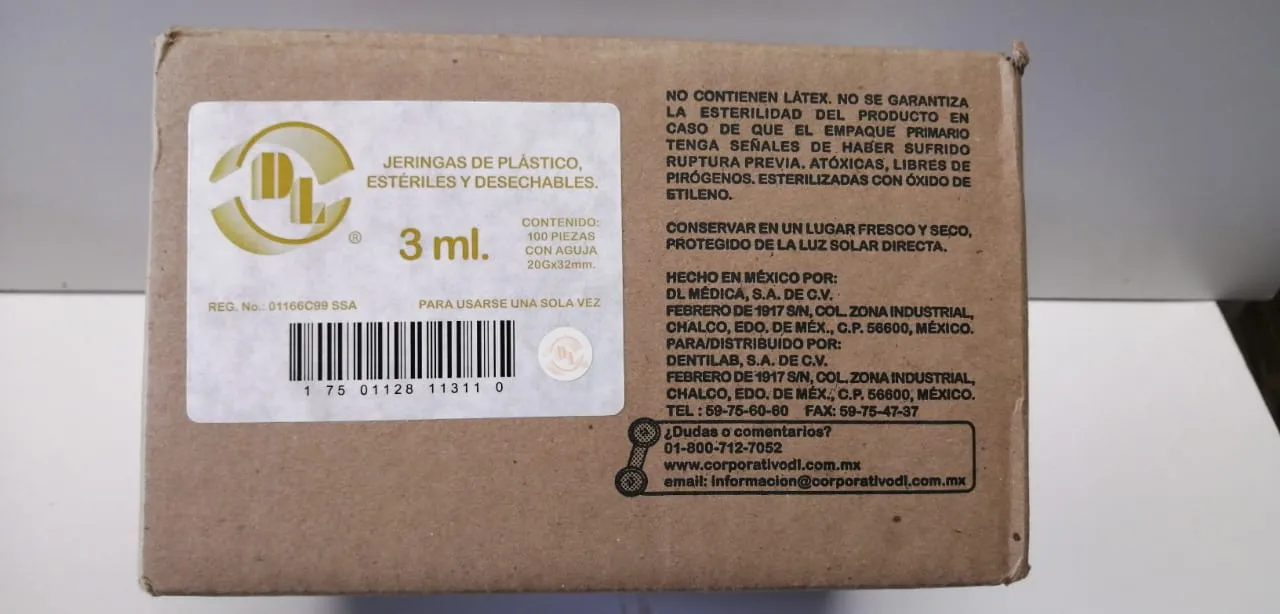 DL
®
JERINGAS DE PLÁSTICO,
ESTÉRILES Y DESECHABLES.
3 ml.
CONTENIDO:
100 PIEZAS
CON AGUJA
20Gx32mm.
REG. No.: 01166C99 SSA
PARA USARSE UNA SOLA VEZ
1 75 01128 11311 0
DL
NO CONTIENEN LÁTEX. NO SE GARANTIZA
LA ESTERILIDAD DEL PRODUCTO EN
CASO DE QUE EL EMPAQUE PRIMARIO
TENGA SEÑALES DE HABER SUFRIDO
RUPTURA PREVIA. ATÓXICAS, LIBRES DE
PIRÓGENOS. ESTERILIZADAS CON ÓXIDO DE
ETILENO.
CONSERVAR EN UN LUGAR FRESCO Y SECO,
PROTEGIDO DE LA LUZ SOLAR DIRECTA.
HECHO EN MÉXICO POR:
DL MÉDICA, S.A. DE C.V.
FEBRERO DE 1917 S/N, COL. ZONA INDUSTRIAL,
CHALCO, EDO. DE MÉX., C.P. 56600, MÉXICO.
PARA/DISTRIBUIDO POR:
DENTILAB, S.A. DE C.V.
FEBRERO DE 1917 S/N, COL. ZONA INDUSTRIAL,
CHALCO, EDO. DE MÉX., C.P. 56600, MÉXICO.
TEL : 59-75-60-60 FAX: 59-75-47-37
¿Dudas o comentarios?
01-800-712-7052
www.corporativodl.com.mx
email: informacion@corporativodl.com.mx